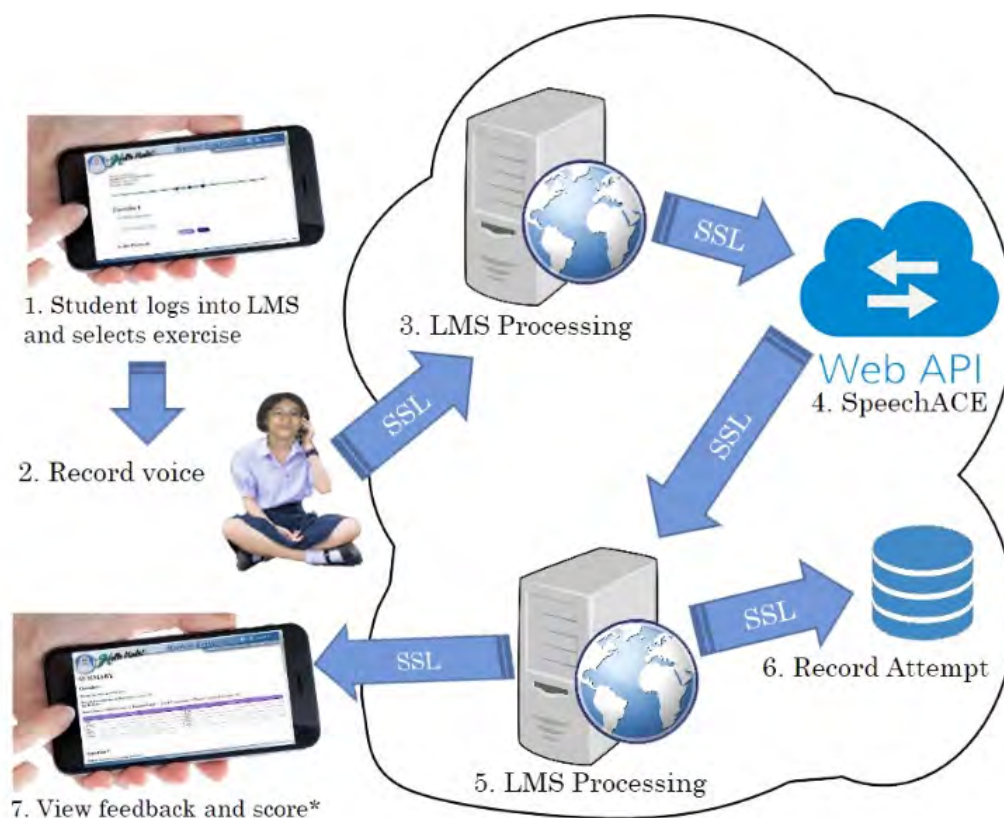 1. Student logs into LMS
and selects exercise
2. Record voice
SSL
3. LMS Processing
SSL
Web API
4. SpeechACE
SSL
5. LMS Processing
SSL
6. Record Attempt
SSL
SUMMARY
7. View feedback and score*